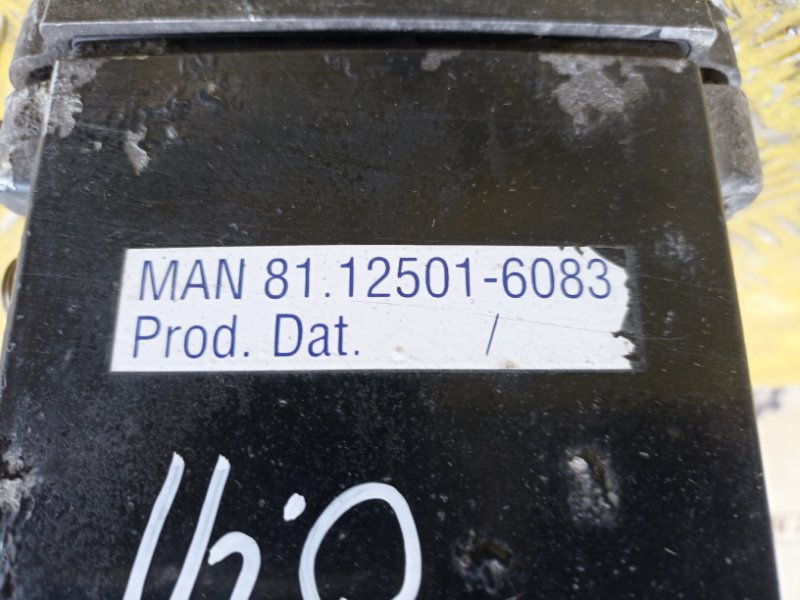 MAN 81.12501-6083
Prod. Dat. /